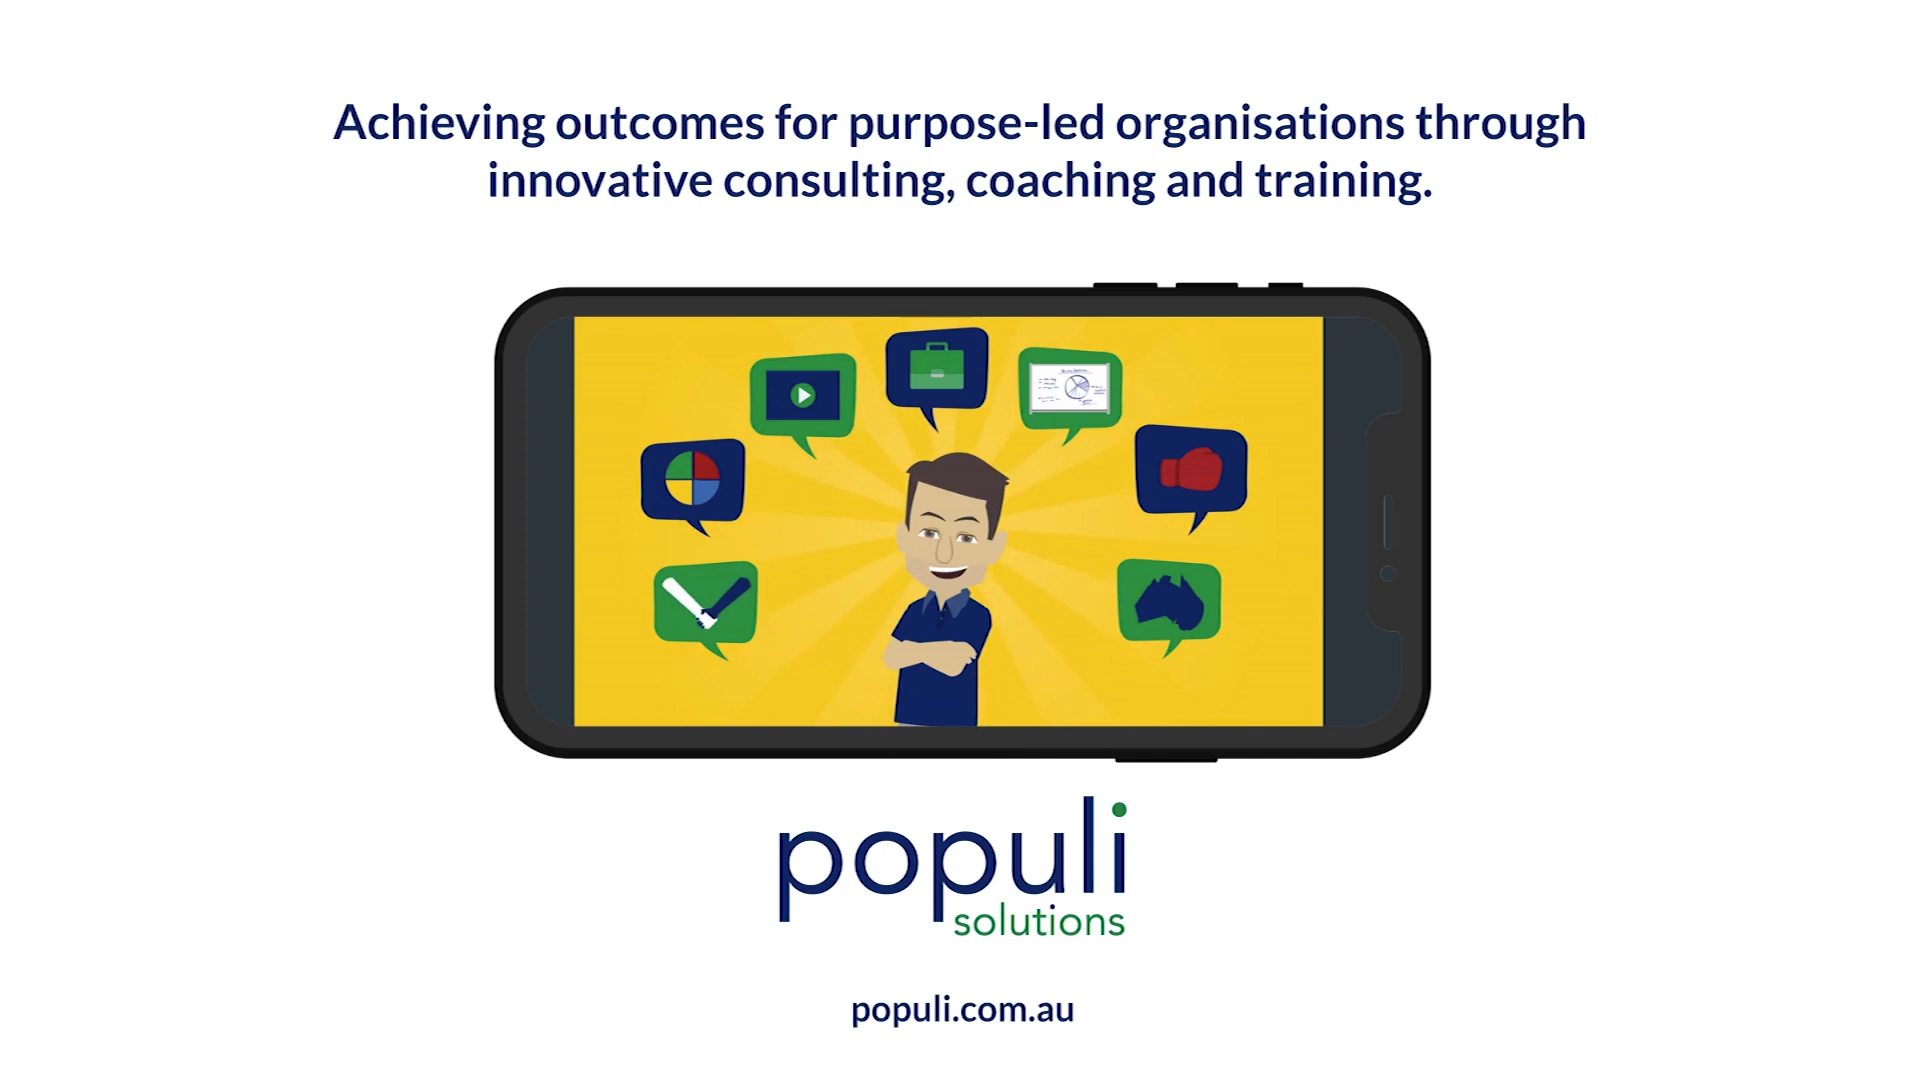 Achieving outcomes for purpose-led organisations through
innovative consulting, coaching and training.
populi
solutions
populi.com.au